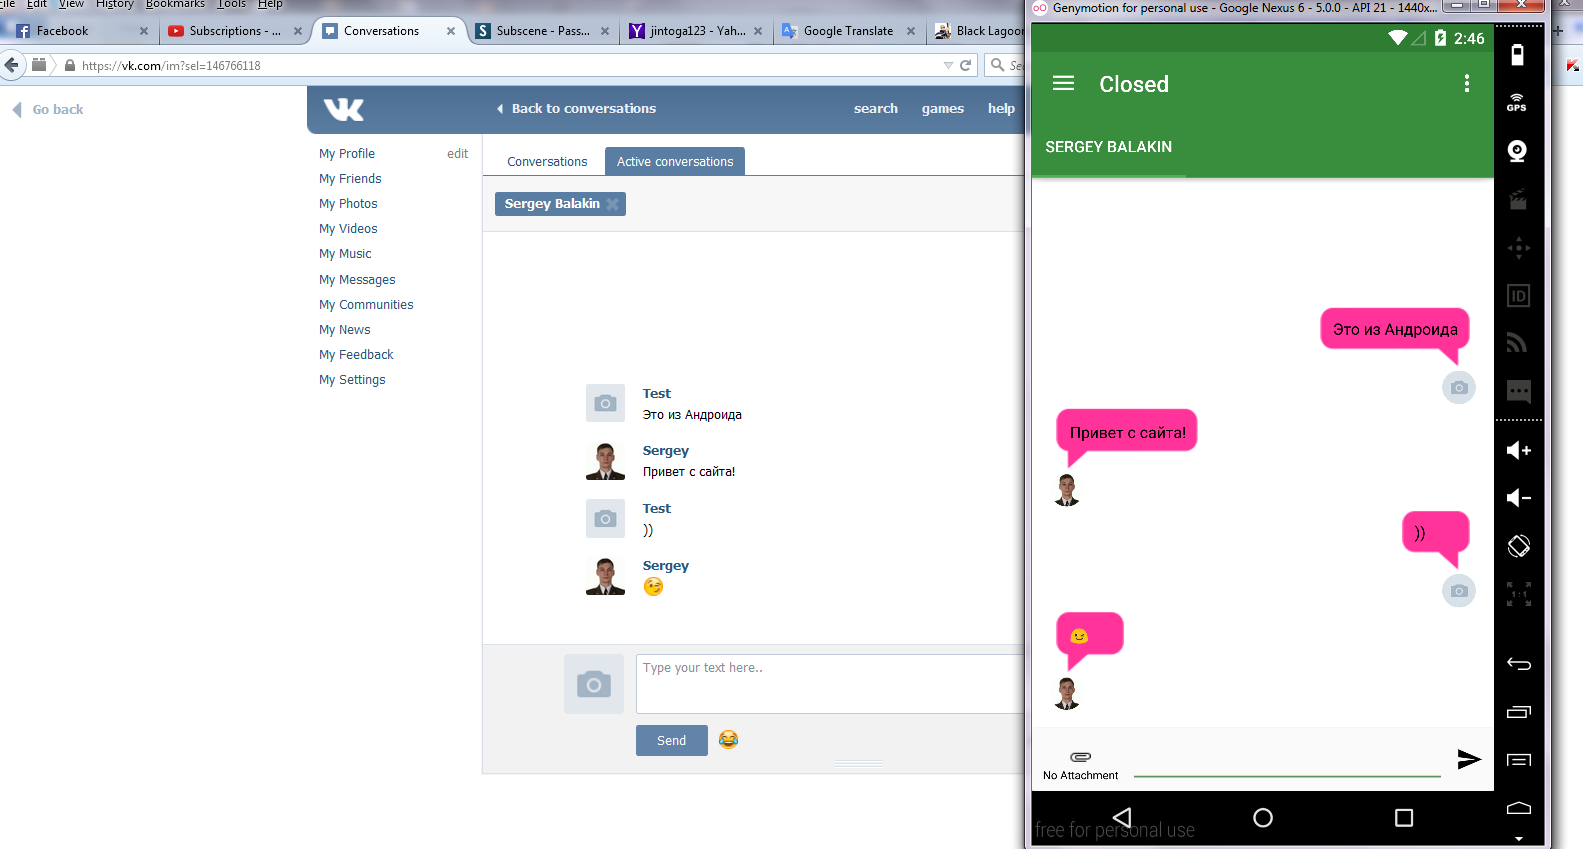 File Edit View History Bookmarks Tools Help
Facebook
Subscriptions - ...
Conversations
Subscene - Pass...
jintoga123 - Yah...
Google Translate
Black Lagoon
https://vk.com/im?sel=146766118
Go back
Back to conversations
search
games
help
My Profile
edit
My Friends
My Photos
My Videos
My Music
My Messages
My Communities
My News
My Feedback
My Settings
Conversations
Active conversations
Sergey Balakin
Test
Это из Андроида
Sergey
Привет с сайта!
Test
))
Sergey
Type your text here..
Send
Genymotion for personal use - Google Nexus 6 - 5.0.0 - API 21 - 1440x...
2:46
Closed
SERGEY BALAKIN
Это из Андроида
Привет с сайта!
))
No Attachment
free for personal use
GPS
ID
1:1